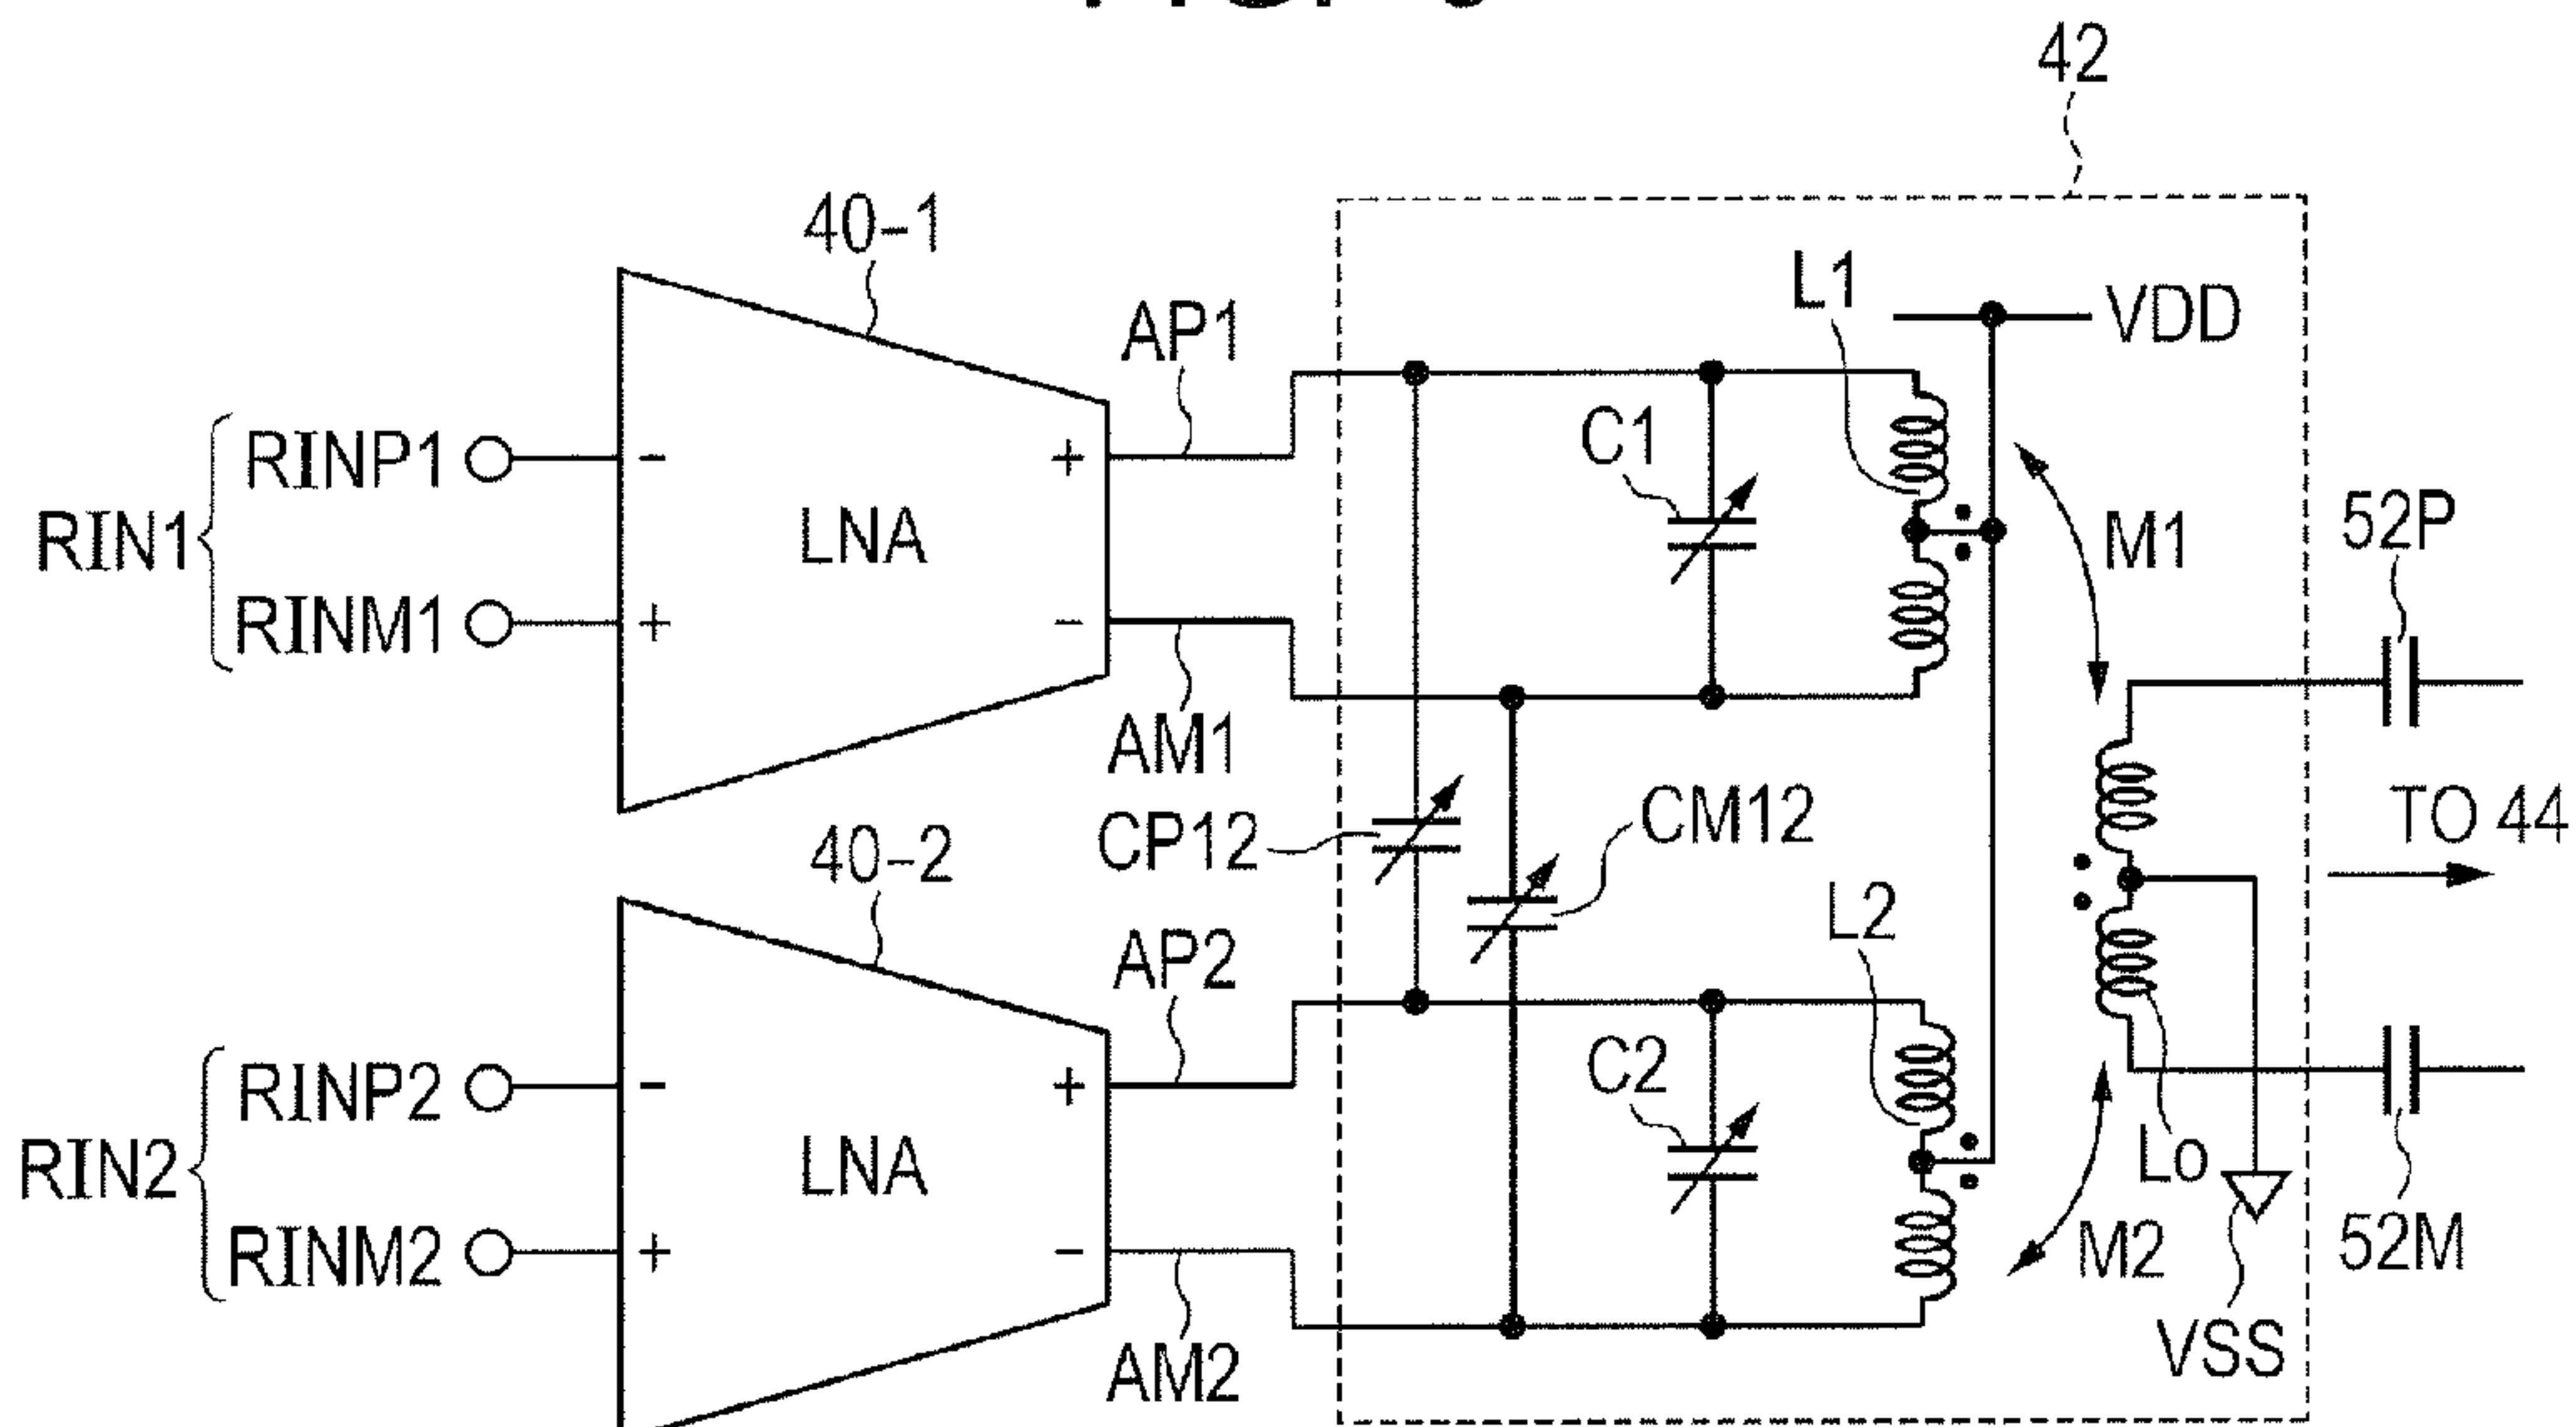 42
40-1
RIN1
RINP1
RINM1
-
+
LNA
+
-
AP1
AM1
L1
VDD
C1
M1
52P
CP12
CM12
TO 44
40-2
RIN2
RINP2
RINM2
-
+
LNA
+
-
AP2
AM2
L2
C2
M2
Lo
VSS
52M